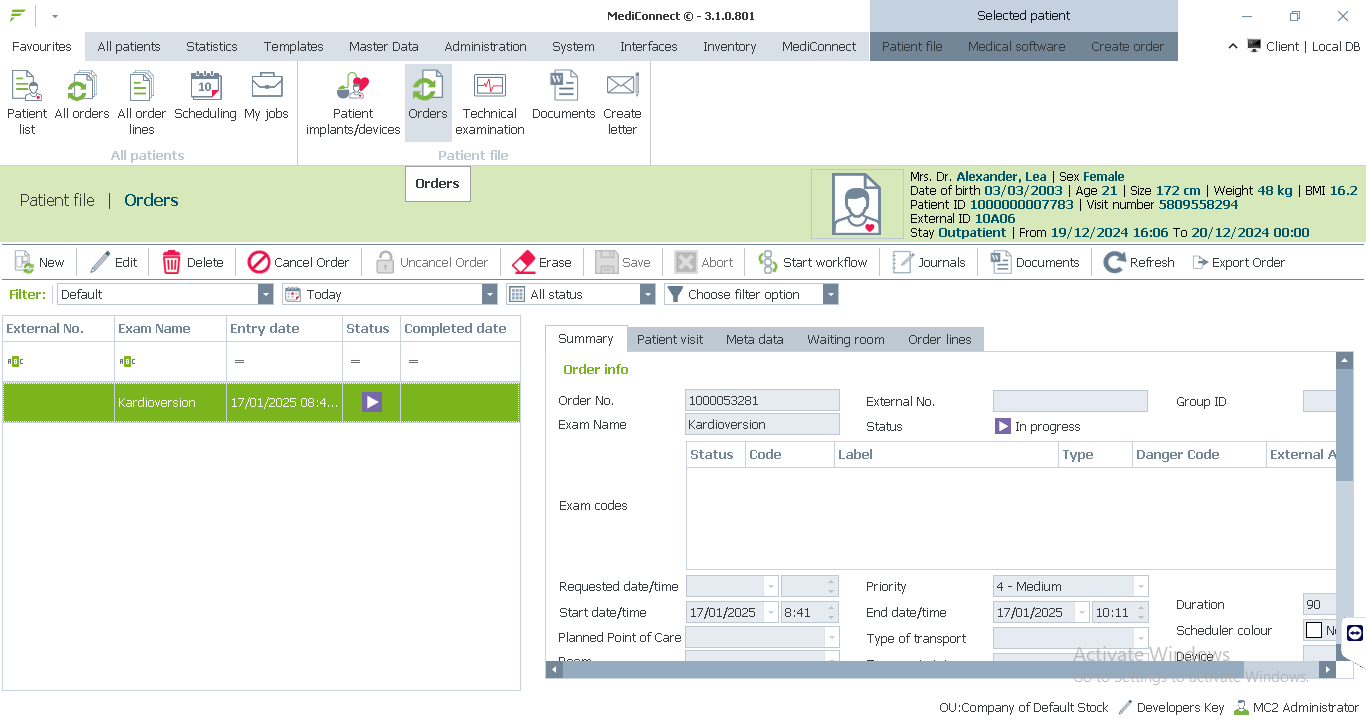 MediConnect © - 3.1.0.801
Selected patient
Favourites All patients Statistics Templates Master Data Administration System Interfaces Inventory MediConnect Patient file Medical software Create order
Client | Local DB
Patient list All orders All order lines Scheduling My jobs
Patient implants/devices Orders Technical examination Documents Create letter
All patients Patient file
Orders
Patient file | Orders
Mrs. Dr. Alexander, Lea | Sex Female
Date of birth 03/03/2003 | Age 21 | Size 172 cm | Weight 48 kg | BMI 16.2
Patient ID 1000000007783 | Visit number 5809558294
External ID 10A06
Stay Outpatient | From 19/12/2024 16:06 To 20/12/2024 00:00
New Edit Delete Cancel Order Uncancel Order Erase Save Abort Start workflow Journals Documents Refresh Export Order
Filter: Default Today All status Choose filter option
External No. Exam Name Entry date Status Completed date
= = =
Kardioversion 17/01/2025 08:4...
Summary Patient visit Meta data Waiting room Order lines
Order info
Order No. 1000053281 External No. Group ID
Exam Name Kardioversion Status In progress
Status Code Label Type Danger Code External A
Exam codes
Requested date/time Priority 4 - Medium
Start date/time 17/01/2025 8:41 End date/time 17/01/2025 10:11 Duration 90
Planned Point of Care Type of transport Scheduler colour
Room Device
Activate Windows
Go to Settings to activate Windows.
OU:Company of Default Stock Developers Key MC2 Administrator